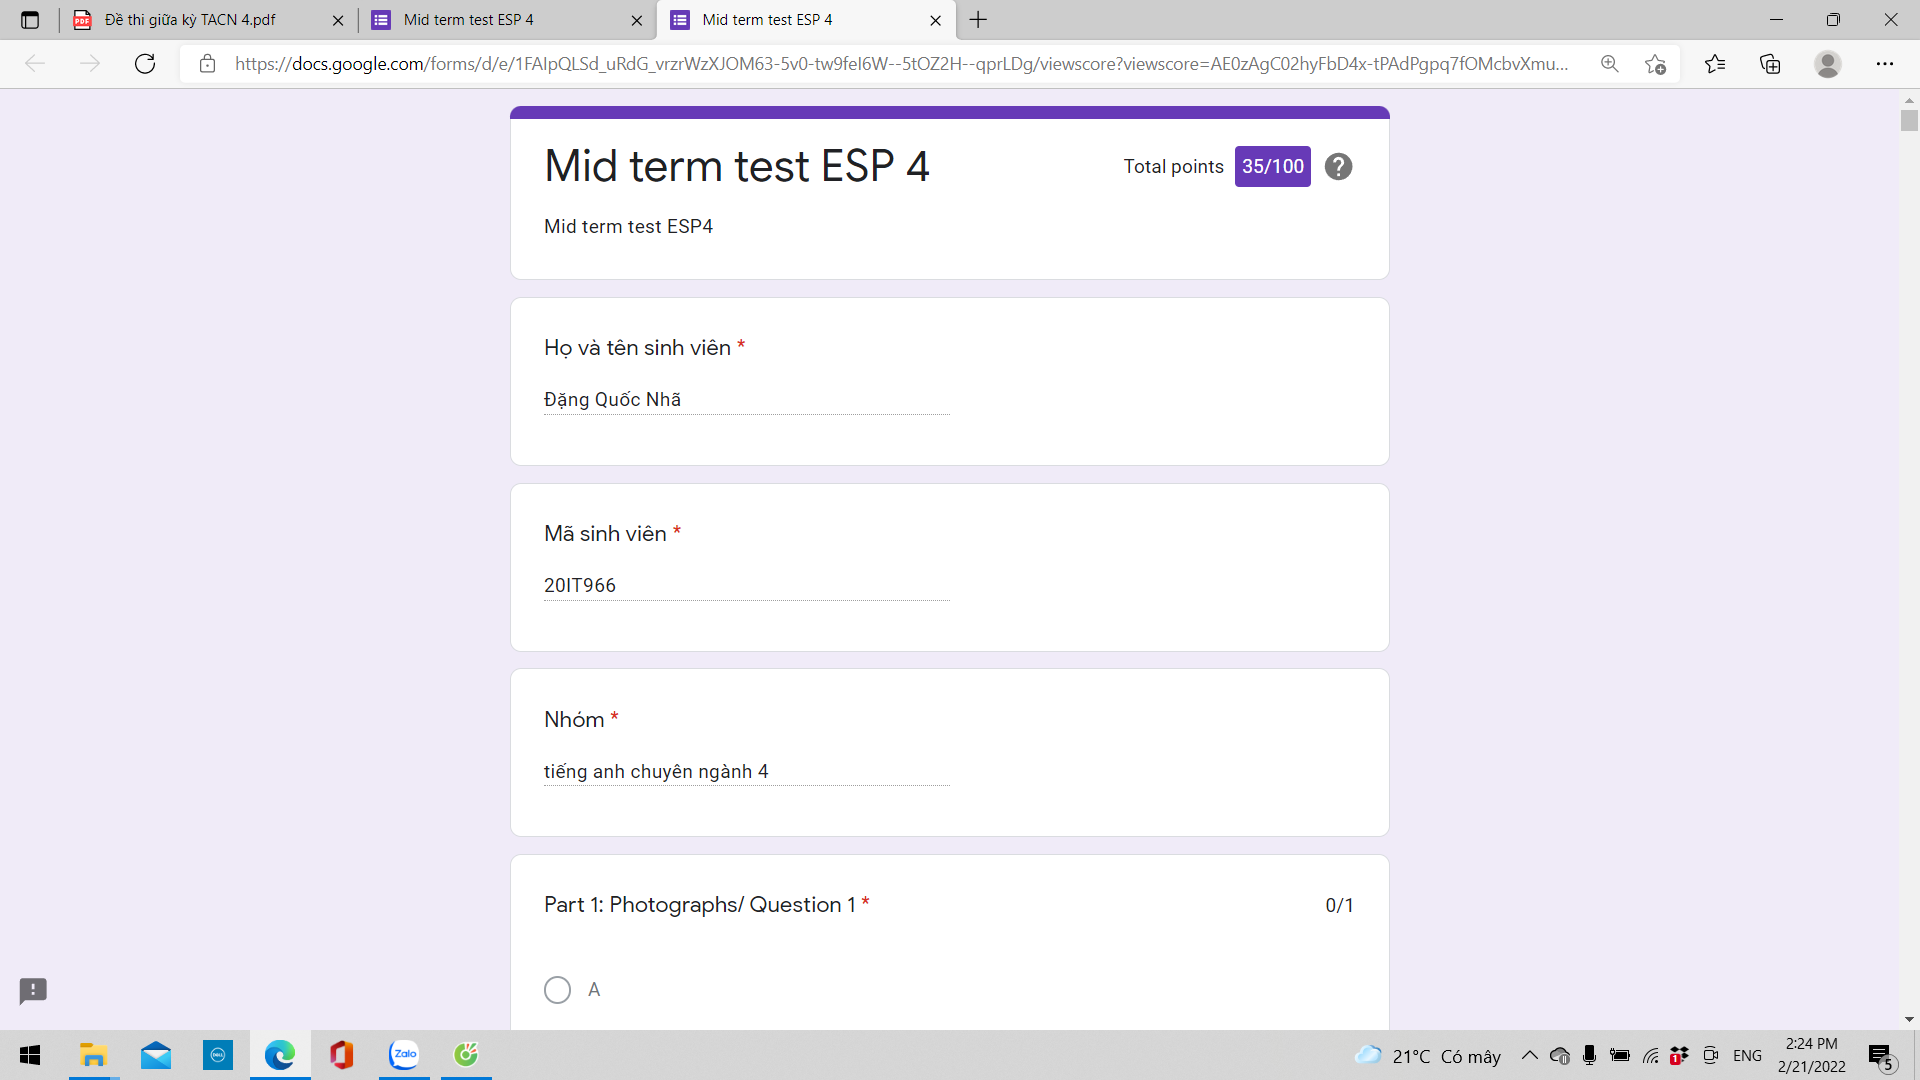 Đề thi giữa kỳ TACN 4.pdf
Mid term test ESP 4
Mid term test ESP 4
https://docs.google.com/forms/d/e/1FAIpQLSd_uRdG_vrzrWzXJOM63-5v0-tw9feI6W--5tOZ2H--qprLDg/viewscore?viewscore=AE0zAgC02hyFbD4x-tPAdPgpq7fOMcbvXmu...
Mid term test ESP 4
Total points 35/100
Mid term test ESP4
Họ và tên sinh viên *
Đặng Quốc Nhã
Mã sinh viên *
20IT966
Nhóm *
tiếng anh chuyên ngành 4
Part 1: Photographs/ Question 1 *
0/1
A
PDF
DELL
Zalo
21°C Có mây
1
ENG
2:24 PM
2/21/2022
5